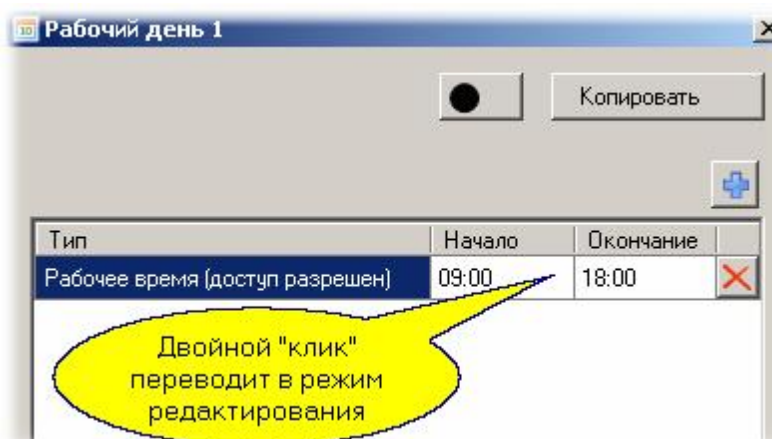 Рабочий день 1
Копировать
Тип Начало Окончание
Рабочее время (доступ разрешен) 09:00 18:00
Двойной "клик"
переводит в режим
редактирования